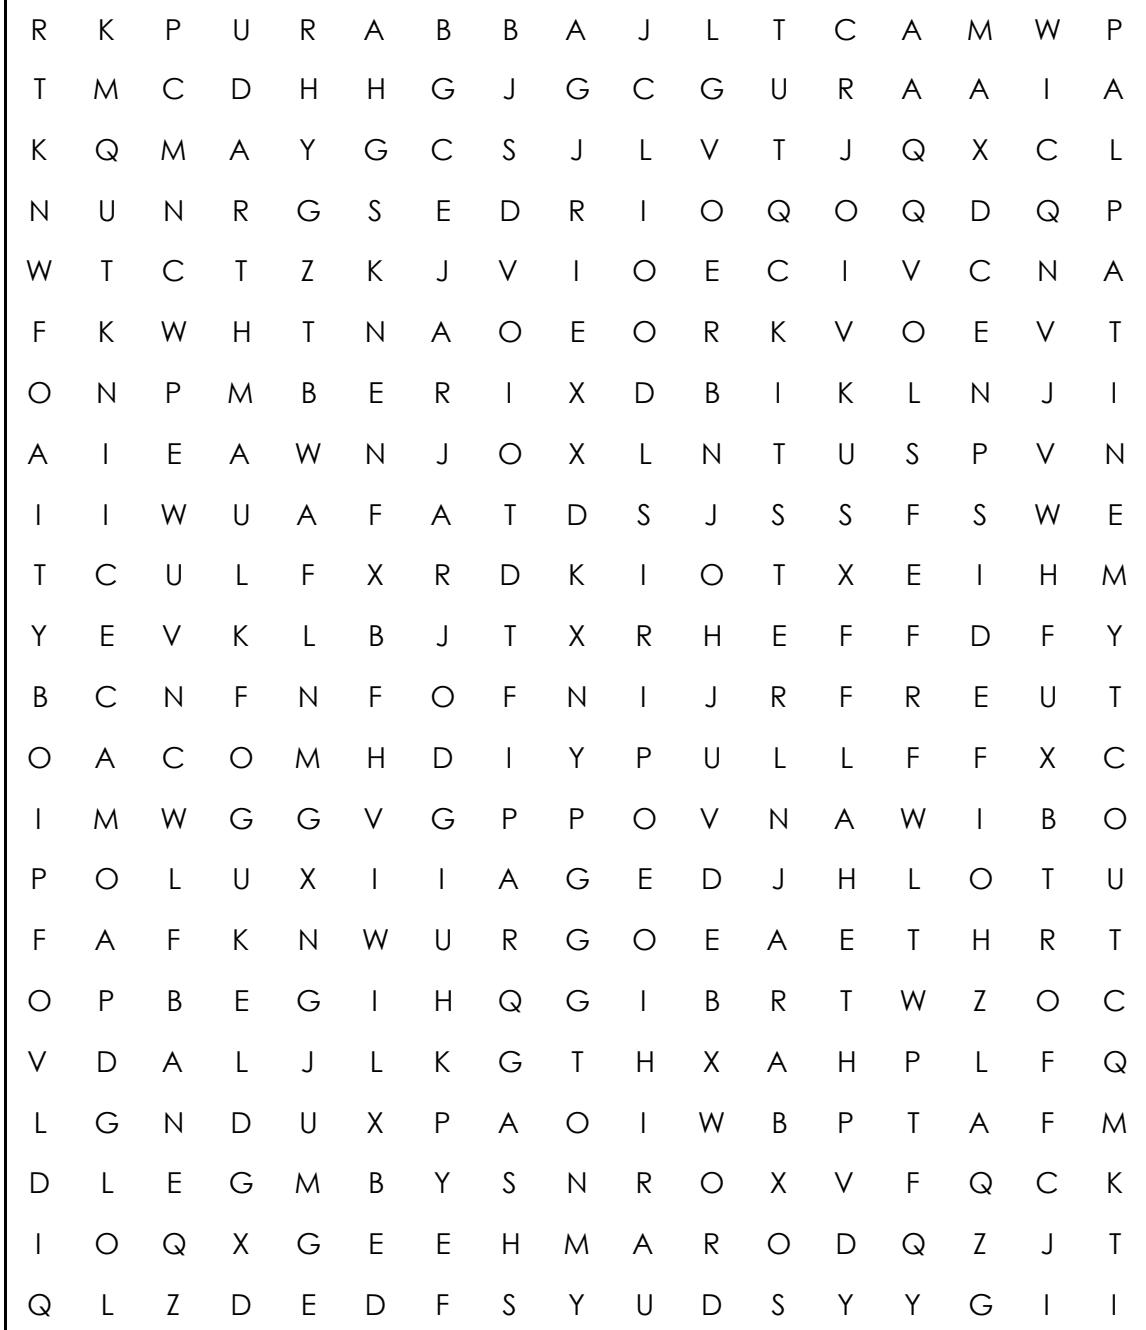 R K P U R A B B A J L T C A M W P
T M C D H H G J G C G U R A A I A
K Q M A Y G C S J L V T J Q X C L
N U N R G S E D R I O Q O Q D Q P
W T C T Z K J V I O E C I V C N A
F K W H T N A O E O R K V O E V T
O N P M B E R I X D B I K L N J I
A I E A W N J O X L N T U S P V N
I I W U A F A T D S J S S F S W E
T C U L F X R D K I O T X E I H M
Y E V K L B J T X R H E F F D F Y
B C N F N F O F N I J R F R E U T
O A C O M H D I Y P U L L F F X C
I M W G G V G P P O V N A W I B O
P O L U X I I A G E D J H L O T U
F A F K N W U R G O E A E T H R T
O P B E G I H Q G I B R T W Z O C
V D A L J L K G T H X A H P L F Q
L G N D U X P A O I W B P T A F M
D L E G M B Y S N R O X V F Q C K
I O Q X G E E H M A R O D Q Z J T
Q L Z D E D F S Y U D S Y Y G I I